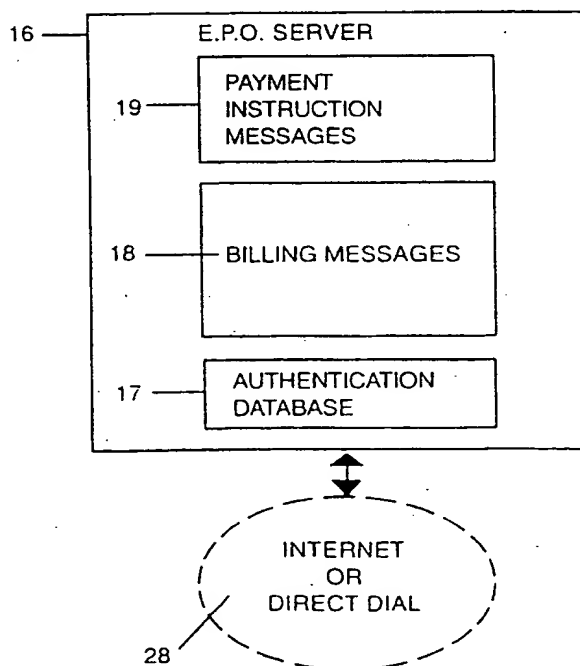 16
E.P.O. SERVER
19
PAYMENT
INSTRUCTION
MESSAGES
18
BILLING MESSAGES
17
AUTHENTICATION
DATABASE
INTERNET
OR
DIRECT DIAL
28